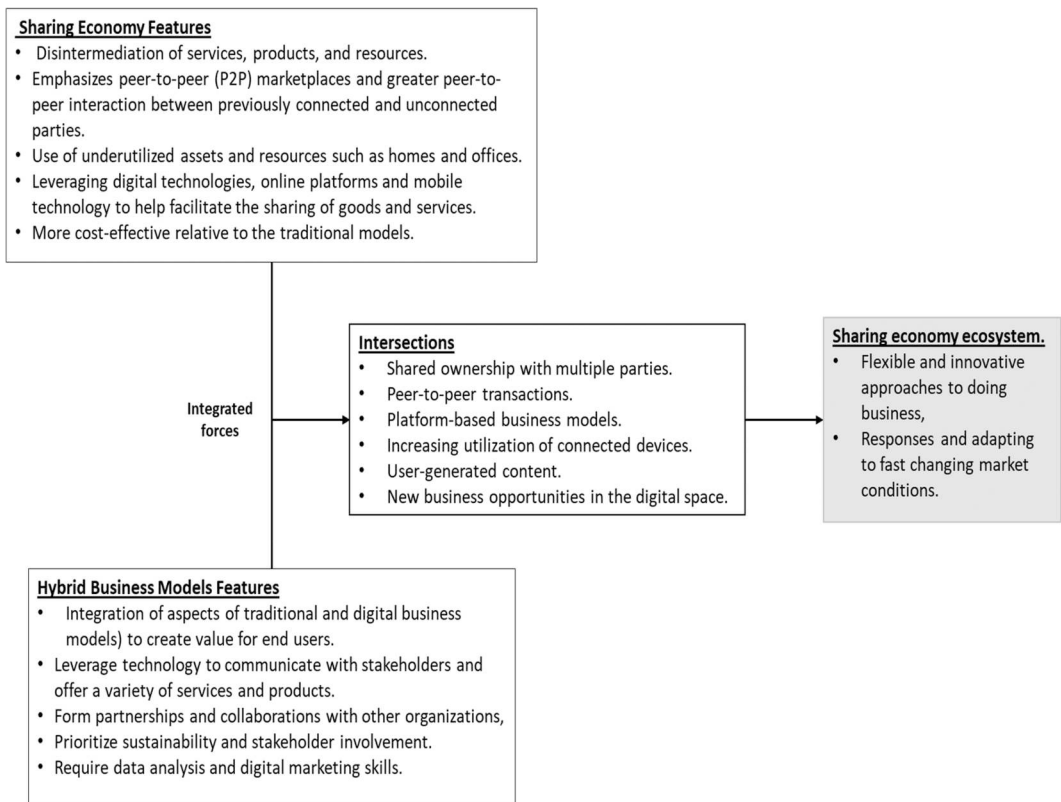 Sharing Economy Features
• Disintermediation of services, products, and resources.
• Emphasizes peer-to-peer (P2P) marketplaces and greater peer-to-
peer interaction between previously connected and unconnected
parties.
• Use of underutilized assets and resources such as homes and offices.
• Leveraging digital technologies, online platforms and mobile
technology to help facilitate the sharing of goods and services.
• More cost-effective relative to the traditional models.
Integrated
forces
Intersections
• Shared ownership with multiple parties.
• Peer-to-peer transactions.
• Platform-based business models.
• Increasing utilization of connected devices.
• User-generated content.
• New business opportunities in the digital space.
Sharing economy ecosystem.
• Flexible and innovative
approaches to doing
business,
• Responses and adapting
to fast changing market
conditions.
Hybrid Business Models Features
• Integration of aspects of traditional and digital business
models) to create value for end users.
• Leverage technology to communicate with stakeholders and
offer a variety of services and products.
• Form partnerships and collaborations with other organizations,
• Prioritize sustainability and stakeholder involvement.
• Require data analysis and digital marketing skills.